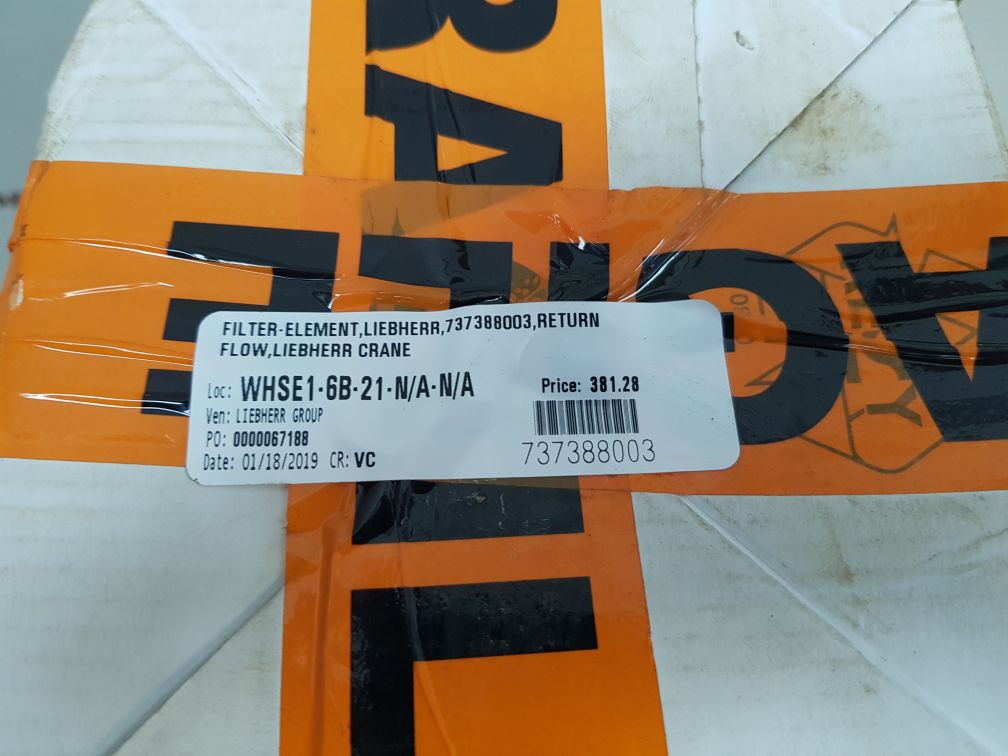 FILTER-ELEMENT,LIEBHERR,737388003,RETURN
FLOW,LIEBHERR CRANE
Loc: WHSE1-6B-21-N/A-N/A
Price: 381.28
Ven: LIEBHERR GROUP
PO: 0000067188
Date: 01/18/2019 CR: VC
737388003